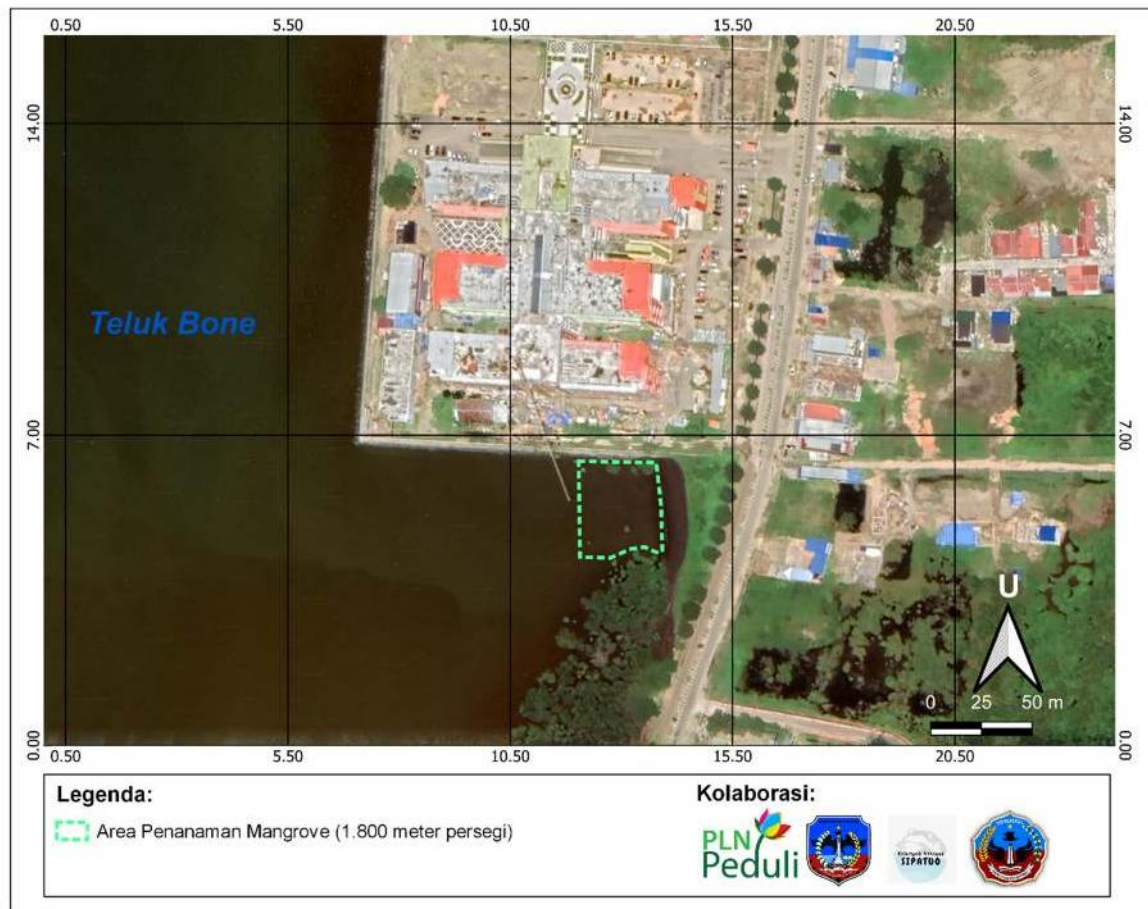 0.50 5.50 10.50 15.50 20.50
14.00 14.00
Teluk Bone
7.00 7.00
U
0 25 50 m
0.00 0.00
0.50 5.50 10.50 15.50 20.50
Legenda:
Area Penanaman Mangrove (1.800 meter persegi)
Kolaborasi:
PLN
Peduli
SIPATUO